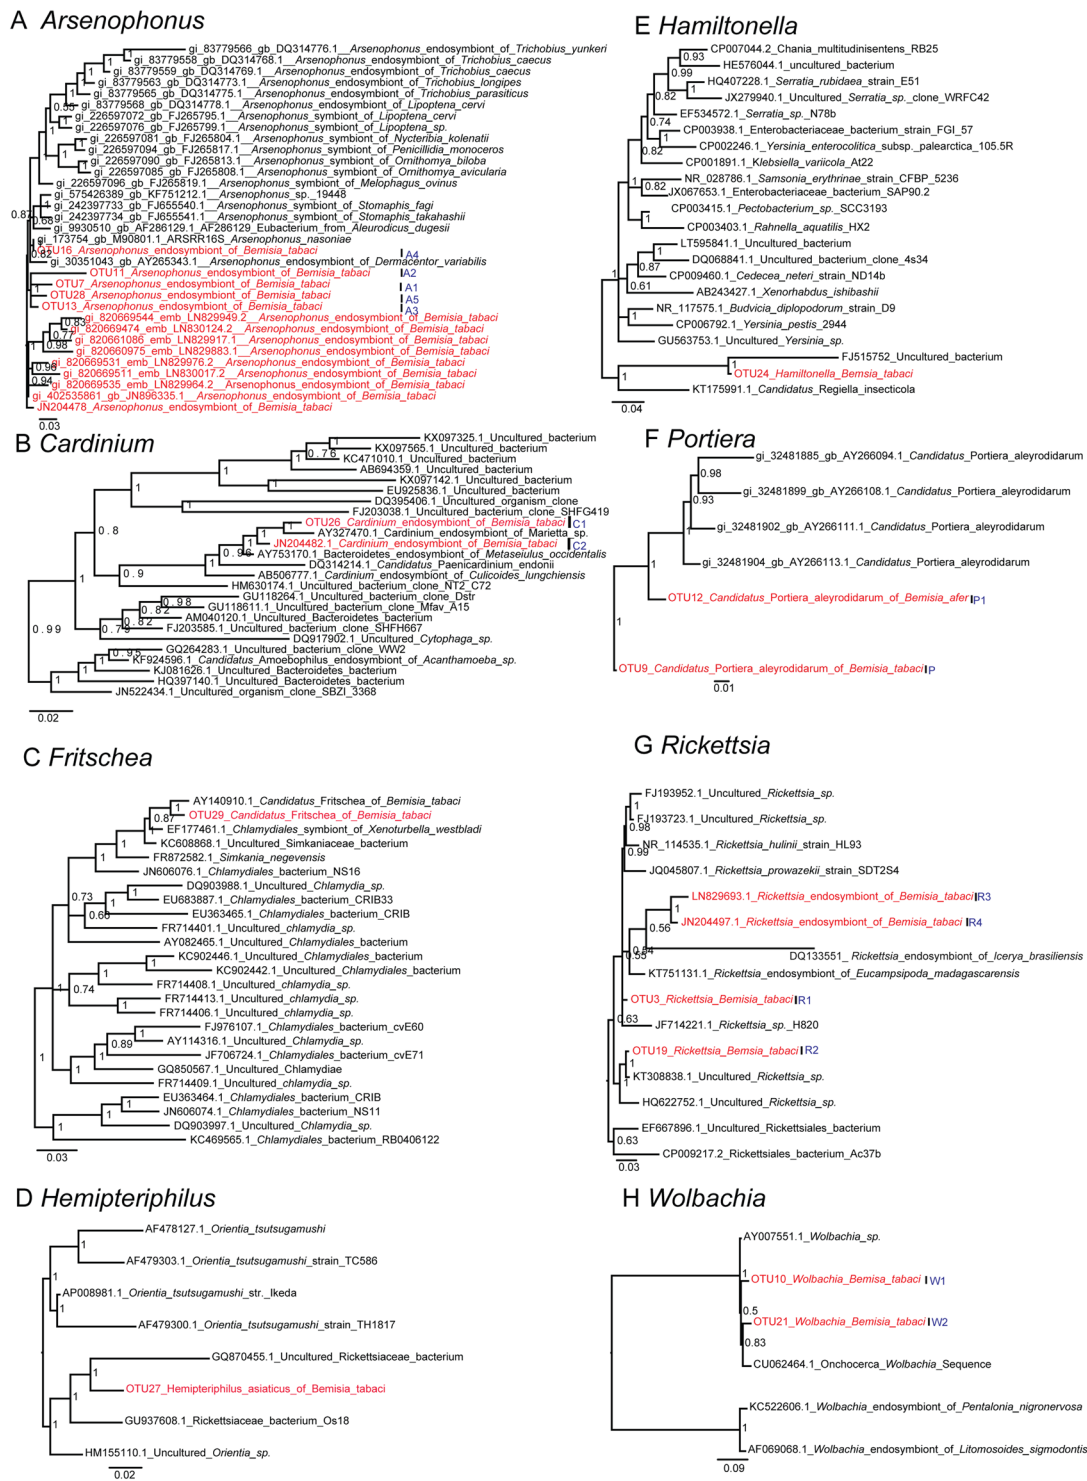 A Arsenophonus
gi_83779566_gb_DQ314776.1__Arsenophonus_endosymbiont_of_Trichobius_yunkeri
gi_83779558_gb_DQ314768.1__Arsenophonus_endosymbiont_of_Trichobius_caecus
gi_83779559_gb_DQ314769.1__Arsenophonus_endosymbiont_of_Trichobius_caecus
gi_83779563_gb_DQ314773.1_Arsenophonus_endosymbiont_of_Trichobius_longipes
gi_83779565_gb_DQ314775.1__Arsenophonus_endosymbiont_of_Trichobius_parasiticus
gi_83779568_gb_DQ314778.1__Arsenophonus_endosymbiont_of_Lipoptena_cervi
gi_226597072_gb_FJ265795.1__Arsenophonus_symbiont_of_Lipoptena_cervi
gi_226597076_gb_FJ265799.1__Arsenophonus_symbiont_of_Lipoptena_sp.
gi_226597081_gb_FJ265804.1__Arsenophonus_symbiont_of_Nycteribia_kolenatii
gi_226597094_gb_FJ265817.1_Arsenophonus_symbiont_of_Penicillidia_monoceros
gi_226597090_gb_FJ265813.1_Arsenophonus_symbiont_of_Ornithomya_biloba
gi_226597085_gb_FJ265808.1_Arsenophonus_symbiont_of_Ornithomya_avicularia
gi_226597096_gb_FJ265819.1__Arsenophonus_symbiont_of_Melophagus_ovinus
gi_575426389_gb_KF751212.1__Arsenophonus_sp._19448
gi_242397733_gb_FJ655540.1__Arsenophonus_symbiont_of_Stomaphis_fagi
gi_242397734_gb_FJ655541.1__Arsenophonus_symbiont_of_Stomaphis_takahashii
gi_9930510_gb_AF286129.1__AF286129_Eubacterium_from_Aleurodicus_dugesii
gi_173754_gb_M90801.1__ARSRR16S_Arsenophonus_nasoniae
OTU16_Arsenophonus_endosymbiont_of_Bemisia_tabaci A4
gi_30351043_gb_AY265343.1__Arsenophonus_endosymbiont_of_Dermacentor_variabilis
OTU11_Arsenophonus_endosymbiont_of_Bemisia_tabaci A2
OTU7_Arsenophonus_endosymbiont_of_Bemisia_tabaci A1
OTU28_Arsenophonus_endosymbiont_of_Bemisia_tabaci A5
OTU13_Arsenophonus_endosymbiont_of_Bemisia_tabaci A3
gi_820669544_emb_LN829949.2__Arsenophonus_endosymbiont_of_Bemisia_tabaci
gi_820669474_emb_LN830124.2__Arsenophonus_endosymbiont_of_Bemisia_tabaci
gi_820661086_emb_LN829917.1__Arsenophonus_endosymbiont_of_Bemisia_tabaci
gi_820660975_emb_LN829883.1__Arsenophonus_endosymbiont_of_Bemisia_tabaci
gi_820669531_emb_LN829976.2__Arsenophonus_endosymbiont_of_Bemisia_tabaci
gi_820669511_emb_LN830017.2__Arsenophonus_endosymbiont_of_Bemisia_tabaci
gi_820669535_emb_LN829964.2__Arsenophonus_endosymbiont_of_Bemisia_tabaci
gi_402535861_gb_JN896335.1__Arsenophonus_endosymbiont_of_Bemisia_tabaci
JN204478_Arsenophonus_endosymbiont_of_Bemisia_tabaci
0.03
B Cardinium
KX097325.1_Uncultured_bacterium
KX097565.1_Uncultured_bacterium
KC471010.1_Uncultured_bacterium
AB694359.1_Uncultured_bacterium
KX097142.1_Uncultured_bacterium
EU925836.1_Uncultured_bacterium
DQ395406.1_Uncultured_organism_clone
FJ203038.1_Uncultured_bacterium_clone_SHFG419
OTU26_Cardinium_endosymbiont_of_Bemisia_tabaci C1
AY327470.1_Cardinium_endosymbiont_of_Marietta_sp.
JN204482.1_Cardinium_endosymbiont_of_Bemisia_tabaci C2
AY753170.1_Bacteroidetes_endosymbiont_of_Metaseiulus_occidentalis
DQ314214.1_Candidatus_Paenicardinium_endonii
AB506777.1_Cardinium_endosymbiont_of_Culicoides_lungchiensis
HM630174.1_Uncultured_bacterium_clone_NT2_C72
GU118264.1_Uncultured_bacterium_clone_Dstr
GU118611.1_Uncultured_bacterium_clone_Mfav_A15
AM040120.1_Uncultured_Bacteroidetes_bacterium
FJ203585.1_Uncultured_bacterium_clone_SHFH667
DQ917902.1_Uncultured_Cytophaga_sp.
GQ264283.1_Uncultured_bacterium_clone_WW2
KF924596.1_Candidatus_Amoebophilus_endosymbiont_of_Acanthamoeba_sp.
KJ081626.1_Uncultured_Bacteroidetes_bacterium
HQ397140.1_Uncultured_Bacteroidetes_bacterium
JN522434.1_Uncultured_organism_clone_SBZI_3368
0.02
C Fritschea
AY140910.1_Candidatus_Fritschea_of_Bemisia_tabaci
OTU29_Candidatus_Fritschea_of_Bemisia_tabaci
EF177461.1_Chlamydiales_symbiont_of_Xenoturbella_westbladi
KC608868.1_Uncultured_Simkaniaceae_bacterium
FR872582.1_Simkania_negevensis
JN606076.1_Chlamydiales_bacterium_NS16
DQ903988.1_Uncultured_Chlamydia_sp.
EU683887.1_Chlamydiales_bacterium_CRIB33
EU363465.1_Chlamydiales_bacterium_CRIB
FR714401.1_Uncultured_chlamydia_sp.
AY082465.1_Uncultured_Chlamydiales_bacterium
KC902446.1_Uncultured_Chlamydiales_bacterium
KC902442.1_Uncultured_Chlamydiales_bacterium
FR714408.1_Uncultured_chlamydia_sp.
FR714413.1_Uncultured_chlamydia_sp.
FR714406.1_Uncultured_chlamydia_sp.
FJ976107.1_Chlamydiales_bacterium_cvE60
AY114316.1_Uncultured_Chlamydia_sp.
JF706724.1_Chlamydiales_bacterium_cvE71
GQ850567.1_Uncultured_Chlamydiae
FR714409.1_Uncultured_chlamydia_sp.
EU363464.1_Chlamydiales_bacterium_CRIB
JN606074.1_Chlamydiales_bacterium_NS11
DQ903997.1_Uncultured_Chlamydia_sp.
KC469565.1_Chlamydiales_bacterium_RB0406122
0.03
D Hemipteriphilus
AF478127.1_Orientia_tsutsugamushi
AF479303.1_Orientia_tsutsugamushi_strain_TC586
AP008981.1_Orientia_tsutsugamushi_str._Ikeda
AF479300.1_Orientia_tsutsugamushi_strain_TH1817
GQ870455.1_Uncultured_Rickettsiaceae_bacterium
OTU27_Hemipteriphilus_asiaticus_of_Bemisia_tabaci
GU937608.1_Rickettsiaceae_bacterium_Os18
HM155110.1_Uncultured_Orientia_sp.
0.02
E Hamiltonella
CP007044.2_Chania_multitudinisentens_RB25
HE576044.1_uncultured_bacterium
HQ407228.1_Serratia_rubidaea_strain_E51
JX279940.1_Uncultured_Serratia_sp._clone_WRFC42
EF534572.1_Serratia_sp._N78b
CP003938.1_Enterobacteriaceae_bacterium_strain_FGI_57
CP002246.1_Yersinia_enterocolitica_subsp._palearctica_105.5R
CP001891.1_Klebsiella_variicola_At22
NR_028786.1_Samsonia_erythrinae_strain_CFBP_5236
JX067653.1_Enterobacteriaceae_bacterium_SAP90.2
CP003415.1_Pectobacterium_sp._SCC3193
CP003403.1_Rahnella_aquatilis_HX2
LT595841.1_Uncultured_bacterium
DQ068841.1_Uncultured_bacterium_clone_4s34
CP009460.1_Cedecea_neteri_strain_ND14b
AB243427.1_Xenorhabdus_ishibashii
NR_117575.1_Budvicia_diplopodorum_strain_D9
CP006792.1_Yersinia_pestis_2944
GU563753.1_Uncultured_Yersinia_sp.
FJ515752_Uncultured_bacterium
OTU24_Hamiltonella_Bemisia_tabaci
KT175991.1_Candidatus_Regiella_insecticola
0.04
F Portiera
gi_32481885_gb_AY266094.1_Candidatus_Portiera_aleyrodidarum
gi_32481899_gb_AY266108.1_Candidatus_Portiera_aleyrodidarum
gi_32481902_gb_AY266111.1_Candidatus_Portiera_aleyrodidarum
gi_32481904_gb_AY266113.1_Candidatus_Portiera_aleyrodidarum
OTU12_Candidatus_Portiera_aleyrodidarum_of_Bemisia_afer P1
OTU9_Candidatus_Portiera_aleyrodidarum_of_Bemisia_tabaci P
0.01
G Rickettsia
FJ193952.1_Uncultured_Rickettsia_sp.
FJ193723.1_Uncultured_Rickettsia_sp.
NR_114535.1_Rickettsia_hulinii_strain_HL93
JQ045807.1_Rickettsia_prowazekii_strain_SDT2S4
LN829693.1_Rickettsia_endosymbiont_of_Bemisia_tabaci R3
JN204497.1_Rickettsia_endosymbiont_of_Bemisia_tabaci R4
DQ133551_Rickettsia_endosymbiont_of_Icerya_brasiliensis
KT751131.1_Rickettsia_endosymbiont_of_Eucampsipoda_madagascarensis
OTU3_Rickettsia_Bemisia_tabaci R1
JF714221.1_Rickettsia_sp._H820
OTU19_Rickettsia_Bemsia_tabaci R2
KT308838.1_Uncultured_Rickettsia_sp.
HQ622752.1_Uncultured_Rickettsia_sp.
EF667896.1_Uncultured_Rickettsiales_bacterium
CP009217.2_Rickettsiales_bacterium_Ac37b
0.03
H Wolbachia
AY007551.1_Wolbachia_sp.
OTU10_Wolbachia_Bemisa_tabaci W1
OTU21_Wolbachia_Bemisia_tabaci W2
CU062464.1_Onchocerca_Wolbachia_Sequence
KC522606.1_Wolbachia_endosymbiont_of_Pentalonia_nigronervosa
AF069068.1_Wolbachia_endosymbiont_of_Litomosoides_sigmodontis
0.09